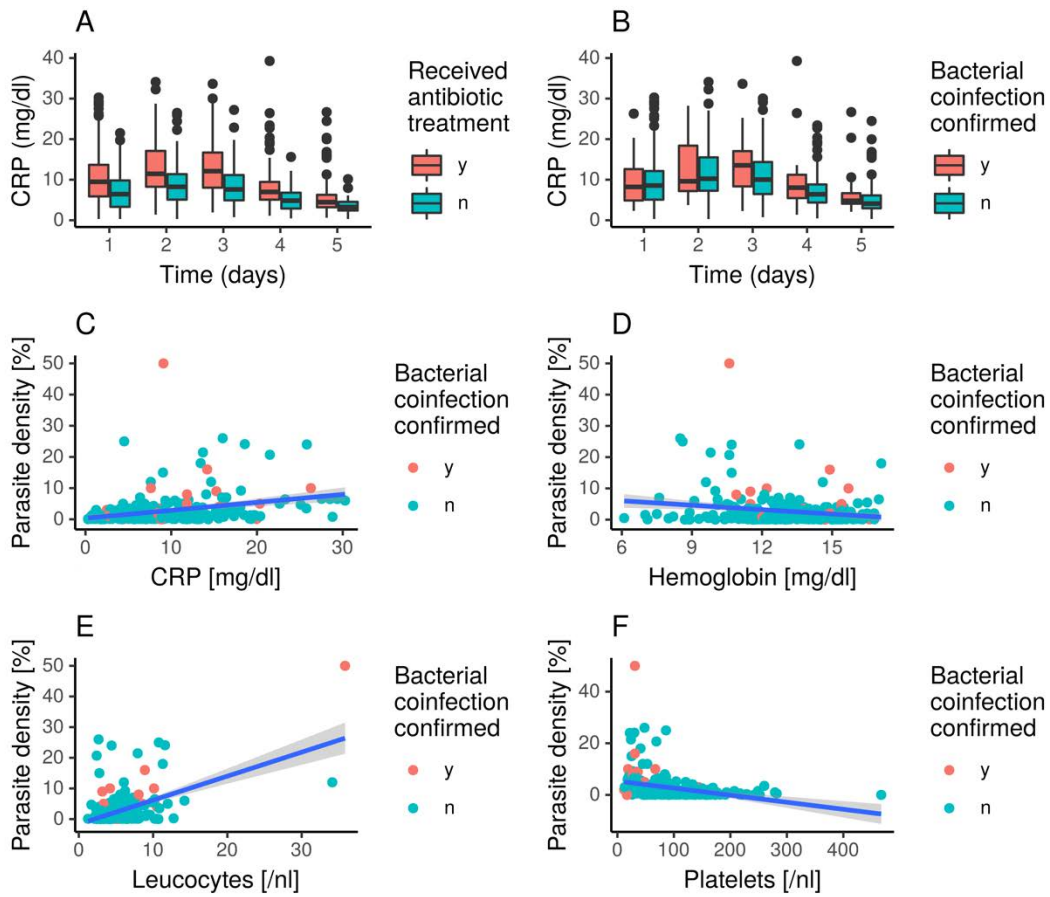 A
CRP (mg/dl)
40
30
20
10
0
1 2 3 4 5
Time (days)
Received
antibiotic
treatment
y
n
B
CRP (mg/dl)
40
30
20
10
0
1 2 3 4 5
Time (days)
Bacterial
coinfection
confirmed
y
n
C
Parasite density [%]
50
40
30
20
10
0
0 10 20 30
CRP [mg/dl]
Bacterial
coinfection
confirmed
y
n
D
Parasite density [%]
50
40
30
20
10
0
6 9 12 15
Hemoglobin [mg/dl]
Bacterial
coinfection
confirmed
y
n
E
Parasite density [%]
50
40
30
20
10
0
0 10 20 30
Leucocytes [/nl]
Bacterial
coinfection
confirmed
y
n
F
Parasite density [%]
40
20
0
0 100 200 300 400
Platelets [/nl]
Bacterial
coinfection
confirmed
y
n